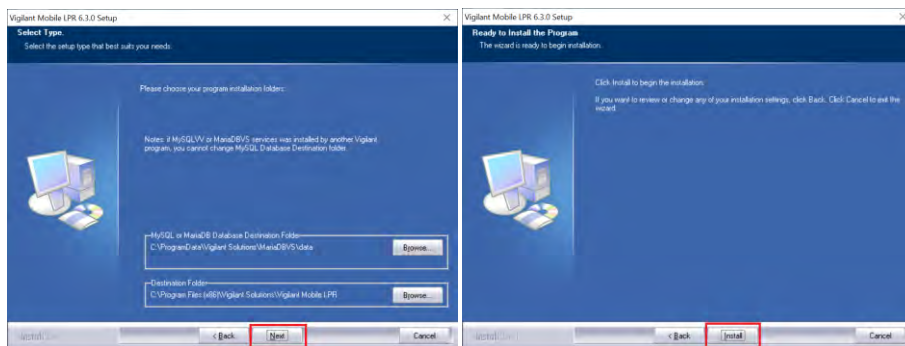 Vigilant Mobile LPR 6.3.0 Setup
Select Type.
Select the setup type that best suits your needs.
Please choose your program installation folders:
Notes: if MySQLVV or MariaDBVS services was installed by another Vigilant
program, you cannot change MySQL Database Destination folder.
MySQL or MariaDB Database Destination Folder
C:\ProgramData\Vigilant Solutions\MariaDBVS\data
Browse...
Destination Folder
C:\Program Files (x86)\Vigilant Solutions\Vigilant Mobile LPR
Browse...
< Back
Next
Cancel
Vigilant Mobile LPR 6.3.0 Setup
Ready to Install the Program
The wizard is ready to begin installation.
Click Install to begin the installation.
If you want to review or change any of your installation settings, click Back. Click Cancel to exit the
wizard.
< Back
Install
Cancel